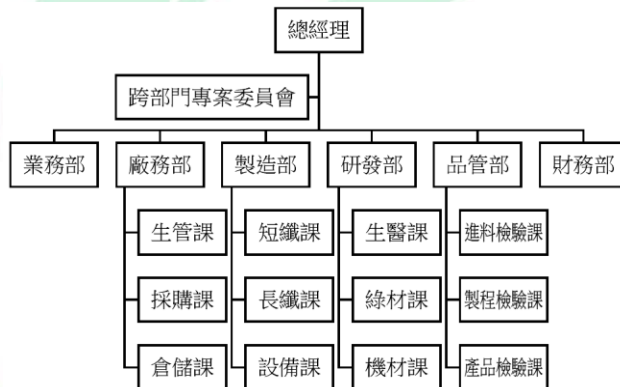 總經理
跨部門專案委員會
業務部 廠務部 製造部 研發部 品管部 財務部
生管課 短纖課 生醫課 進料檢驗課
採購課 長纖課 綠材課 製程檢驗課
倉儲課 設備課 機材課 產品檢驗課